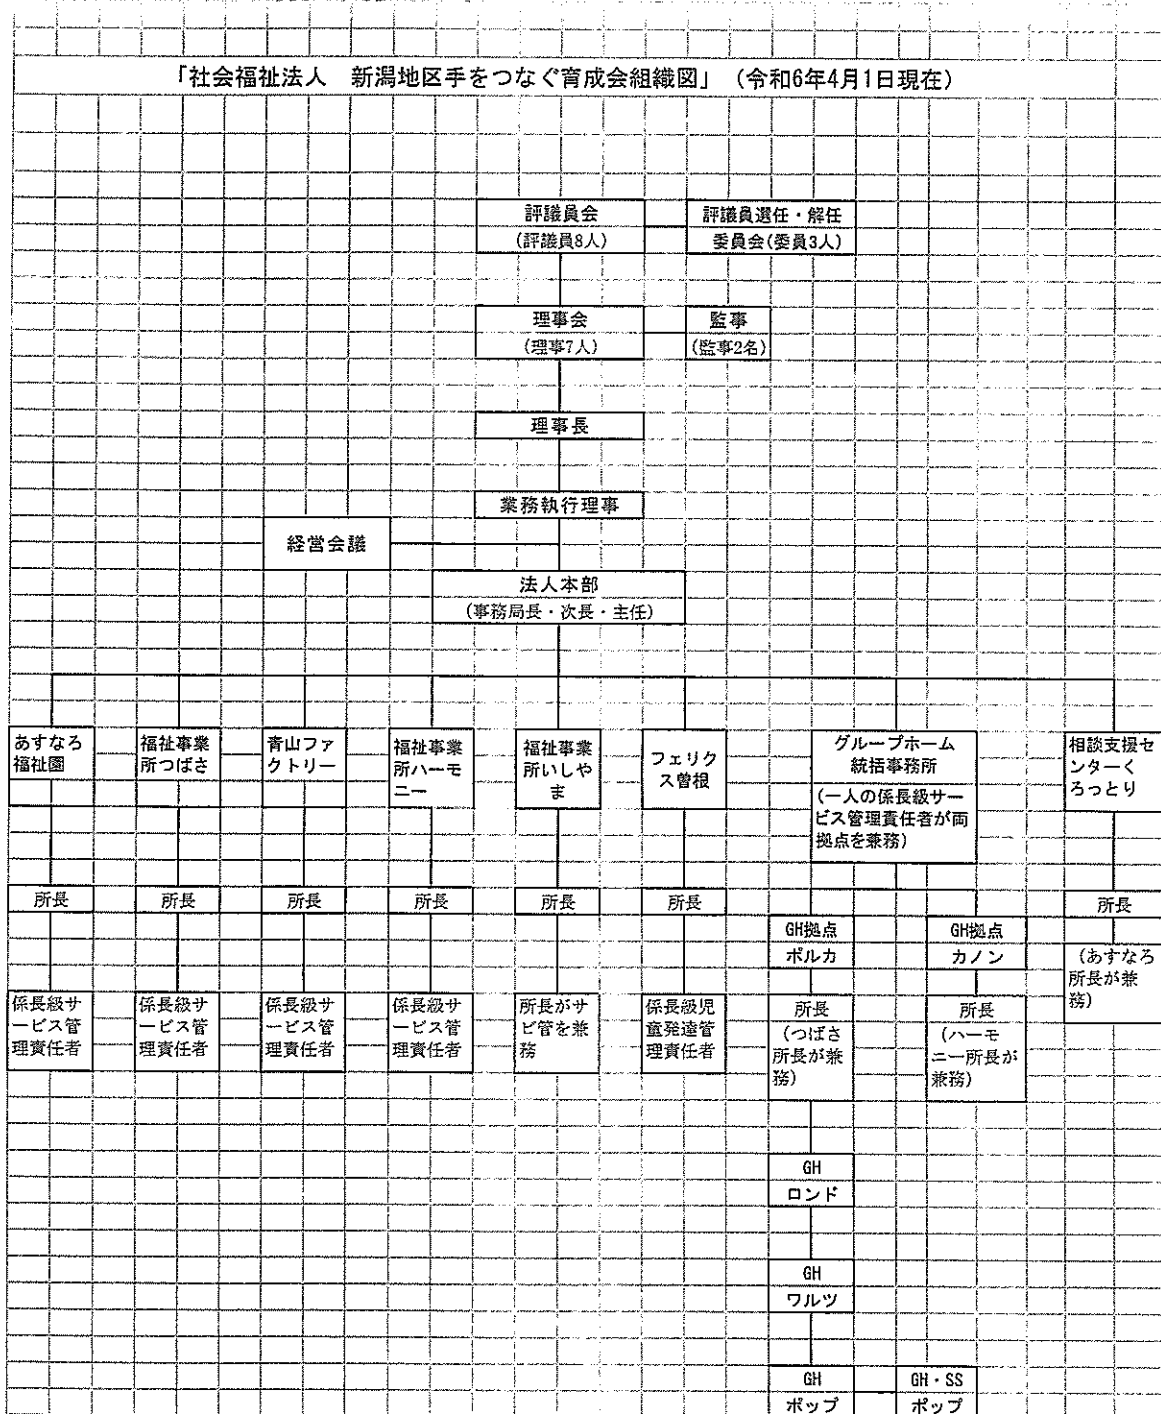 「社会福祉法人　新潟地区手をつなぐ育成会組織図」（令和6年4月1日現在）
評議員会
(評議員8人)
評議員選任・解任
委員会(委員3人)
理事会
(理事7人)
監事
(監事2名)
理事長
業務執行理事
経営会議
法人本部
(事務局長・次長・主任)
あすなろ
福祉園
福祉事業
所つばさ
青山ファ
クトリー
福祉事業
所ハーモ
ニー
福祉事業
所いしや
ま
フェリク
ス曽根
グループホーム
統括事務所
(一人の係長級サー
ビス管理責任者が両
拠点を兼務)
相談支援セ
ンターく
ろっとり
所長
所長
所長
所長
所長
所長
所長
(あすなろ
所長が兼
務)
GH拠点
ポルカ
GH拠点
カノン
係長級サ
ービス管
理責任者
係長級サ
ービス管
理責任者
係長級サ
ービス管
理責任者
係長級サ
ービス管
理責任者
所長がサ
ビ管を兼
務
係長級児
童発達管
理責任者
所長
(つばさ
所長が兼
務)
所長
(ハーモ
ニー所長が
兼務)
GH
ロンド
GH
ワルツ
GH
ポップ
GH・SS
ポップ